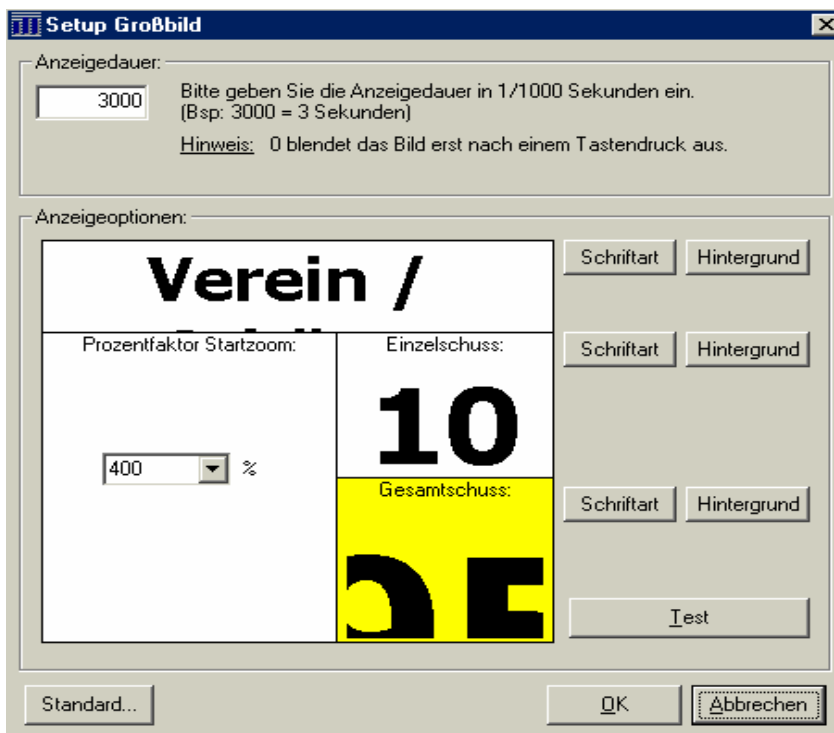 Setup Großbild
Anzeigedauer:
3000
Bitte geben Sie die Anzeigedauer in 1/1000 Sekunden ein.
(Bsp: 3000 = 3 Sekunden)
Hinweis: 0 blendet das Bild erst nach einem Tastendruck aus.
Anzeigeoptionen:
Verein /
Schriftart Hintergrund
Prozentfaktor Startzoom:
400 %
Einzelschuss:
10
Schriftart Hintergrund
Gesamtschuss:
Schriftart Hintergrund
Test
Standard...
OK
Abbrechen